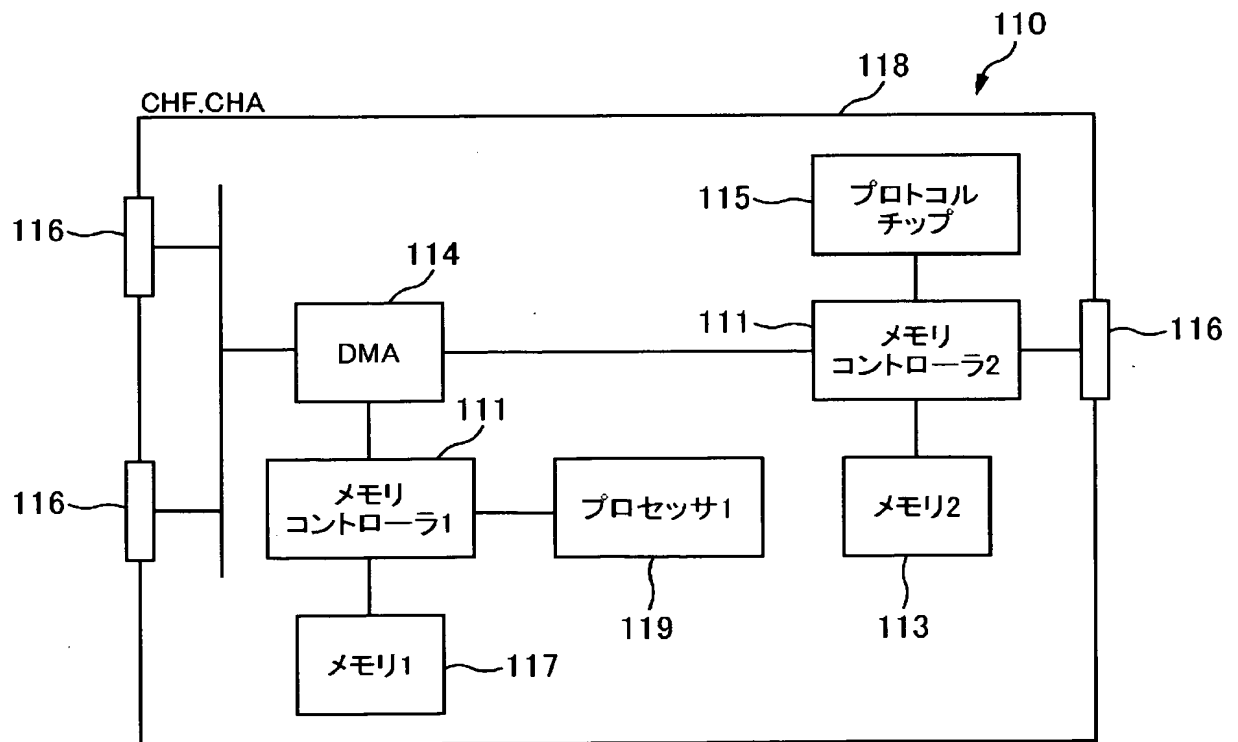 110
118
CHF.CHA
115
プロトコル
チップ
116
114
DMA
111
メモリ
コントローラ2
116
111
メモリ
コントローラ1
プロセッサ1
メモリ2
116
119
113
メモリ1
117